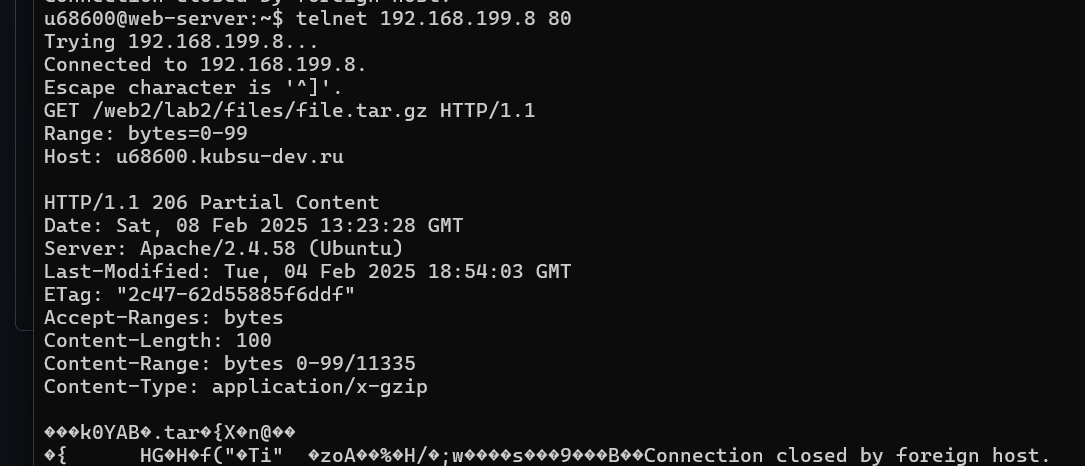 u68600@web-server:~$ telnet 192.168.199.8 80
Trying 192.168.199.8...
Connected to 192.168.199.8.
Escape character is '^]'.
GET /web2/lab2/files/file.tar.gz HTTP/1.1
Range: bytes=0-99
Host: u68600.kubsu-dev.ru
HTTP/1.1 206 Partial Content
Date: Sat, 08 Feb 2025 13:23:28 GMT
Server: Apache/2.4.58 (Ubuntu)
Last-Modified: Tue, 04 Feb 2025 18:54:03 GMT
ETag: "2c47-62d55885f6ddf"
Accept-Ranges: bytes
Content-Length: 100
Content-Range: bytes 0-99/11335
Content-Type: application/x-gzip
���k0YAB�.tar�{X�n@��
�{ HG�H�f("�Ti" �zoA��%�H/�;w����s���9���B��Connection closed by foreign host.